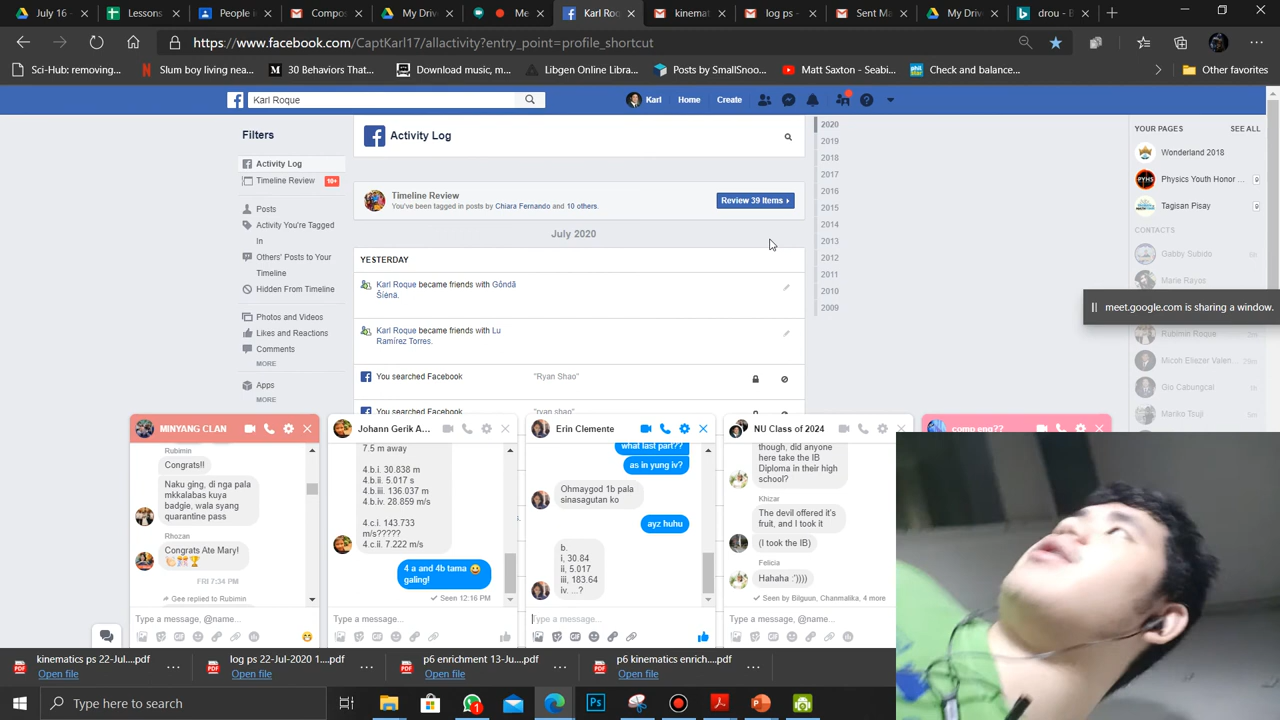 My Drive - G
Lessons
People in
Compos
My Driv
Me
Karl Ro
kinemat
log ps -
Sent Ma
My Drive
drou - B
https://www.facebook.com/CaptKarl17/allactivity?entry_point=profile_shortcut
Sci-Hub: removing...
Slum boy living nea...
30 Behaviors That...
Download music, m...
Libgen Online Libra...
Posts by SmallSnoo...
Matt Saxton - Seabi...
Check and balance...
Other favorites
Karl Roque
Karl
Home
Create
Filters
Activity Log
Timeline Review
10+
Posts
Activity You're Tagged
In
Others' Posts to Your
Timeline
Hidden From Timeline
Photos and Videos
Likes and Reactions
Comments
MORE
Apps
MORE
Activity Log
Timeline Review
You've been tagged in posts by Chiara Fernando and 10 others.
Review 39 Items
July 2020
YESTERDAY
Karl Roque became friends with Gôndâ
Šîénä.
Karl Roque became friends with Lu
Ramírez Torres.
You searched Facebook
"Ryan Shao"
You searched Facebook
"ryan shao"
2020
2019
2018
2017
2016
2015
2014
2013
2012
2011
2010
2009
YOUR PAGES
SEE ALL
Wonderland 2018
Physics Youth Honor ...
Tagisan Pisay
CONTACTS
Gabby Subido
Marie Rayos
meet.google.com is sharing a window.
Rubimin Roque
Micoh Eliezer Valen...
Gio Cabungcal
Mariko Tsuji
MINYANG CLAN
Rubimin
Congrats!!
Naku ging, di nga pala
mkkalabas kuya
badgie, wala syang
quarantine pass
Rhozan
Congrats Ate Mary!
FRI 7:34 PM
Gee replied to Rubimin
Type a message, @name...
Johann Gerik A...
7.5 m away
4.b.i. 30.838 m
4.b.ii. 5.017 s
4.b.iii. 136.037 m
4.b.iv. 28.859 m/s
4.c.i. 143.733
m/s?????
4.c.ii. 7.222 m/s
4 a and 4b tama
galing!
Seen 12:16 PM
Type a message...
Erin Clemente
what last part??
as in yung iv?
Ohmaygod 1b pala
sinasagutan ko
ayz huhu
b.
i, 30.84
ii, 5.017
iii, 183.64
iv. ...?
Type a message...
NU Class of 2024
though, did anyone
here take the IB
Diploma in their high
school?
Khizar
The devil offered it's
fruit, and I took it
(I took the IB)
Felicia
Hahaha :'))))
Seen by Bilguun, Chanmalika, 4 more
Type a message, @name...
comp eng??
kinematics ps 22-Jul....pdf
Open file
log ps 22-Jul-2020 1....pdf
Open file
p6 enrichment 13-Ju....pdf
Open file
p6 kinematics enrich....pdf
Open file
Type here to search